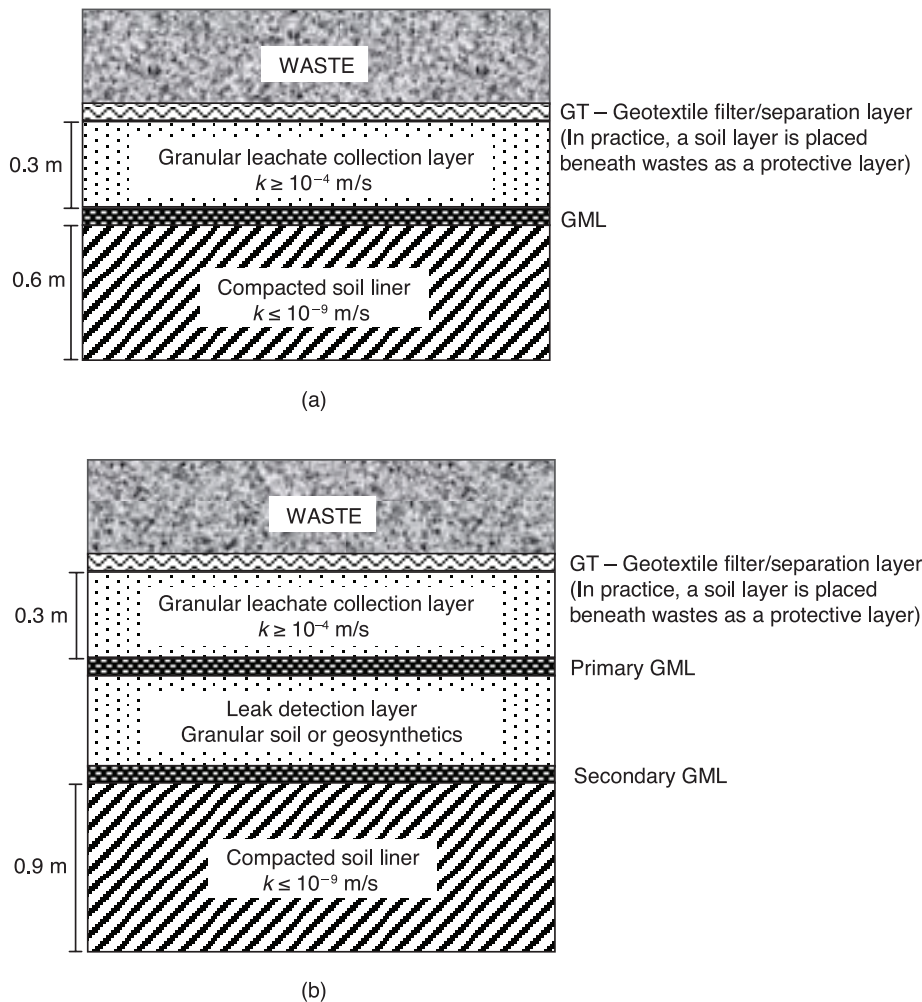 WASTE
GT – Geotextile filter/separation layer
(In practice, a soil layer is placed
beneath wastes as a protective layer)
0.3 m
Granular leachate collection layer
k ≥ 10⁻⁴ m/s
GML
0.6 m
Compacted soil liner
k ≤ 10⁻⁹ m/s
(a)
WASTE
GT – Geotextile filter/separation layer
(In practice, a soil layer is placed
beneath wastes as a protective layer)
0.3 m
Granular leachate collection layer
k ≥ 10⁻⁴ m/s
Primary GML
Leak detection layer
Granular soil or geosynthetics
Secondary GML
0.9 m
Compacted soil liner
k ≤ 10⁻⁹ m/s
(b)